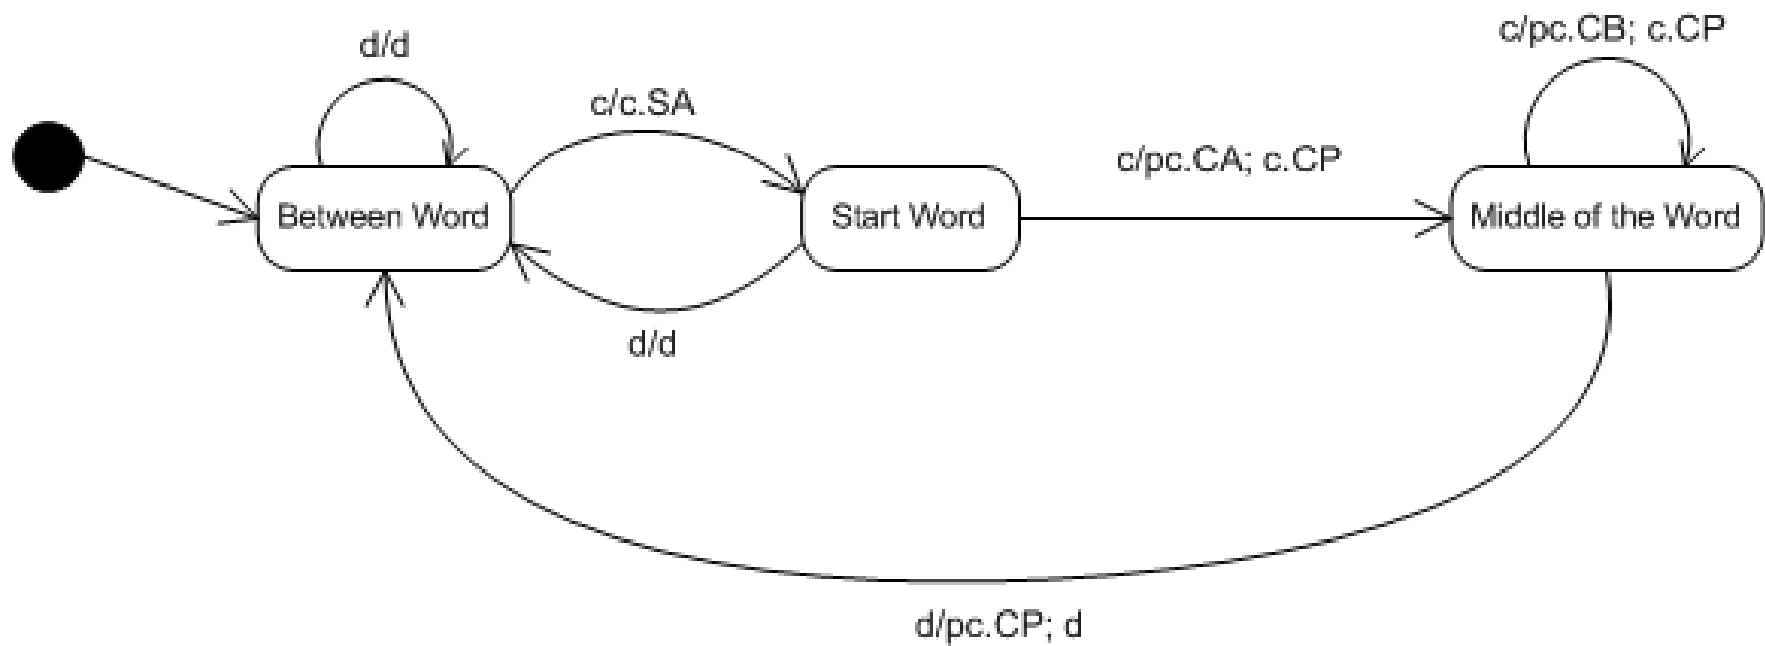 d/d
c/pc.CB; c.CP
c/c.SA
c/pc.CA; c.CP
Between Word
Start Word
Middle of the Word
d/d
d/pc.CP; d